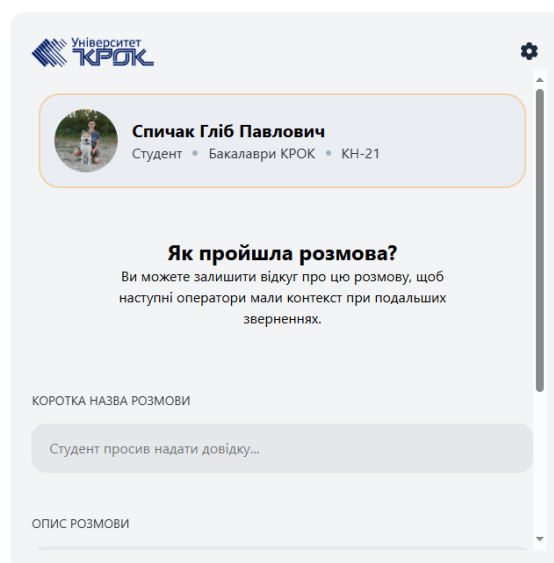 Університет
КРОК
Спичак Гліб Павлович
Студент • Бакалаври КРОК • КН-21
Як пройшла розмова?
Ви можете залишити відкуг про цю розмову, щоб
наступні оператори мали контекст при подальших
зверненнях.
КОРОТКА НАЗВА РОЗМОВИ
Студент просив надати довідку...
ОПИС РОЗМОВИ